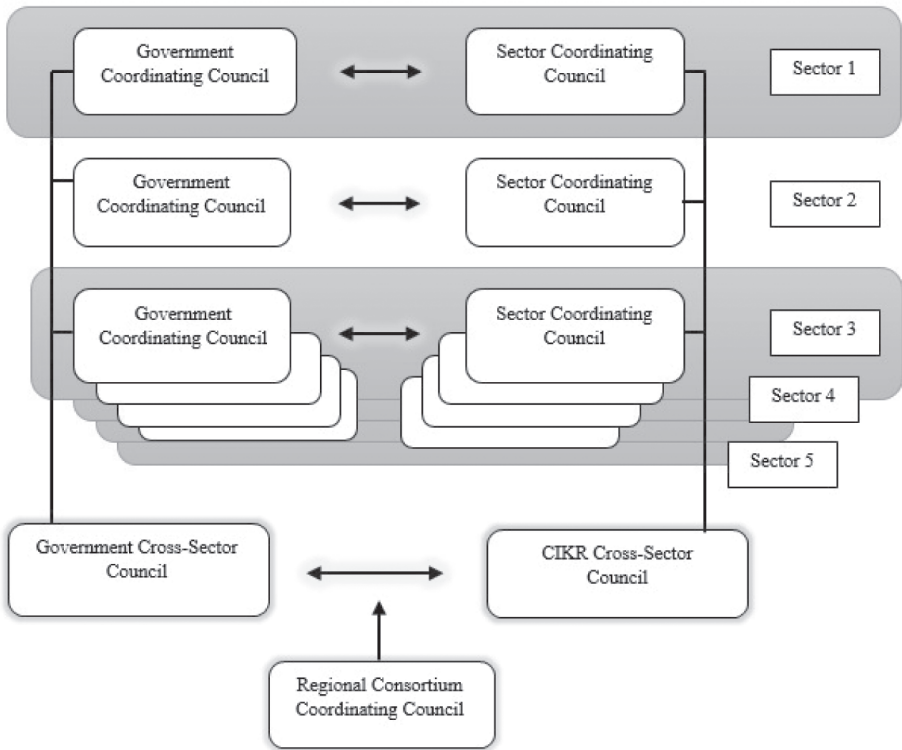 Government
Coordinating Council
Sector Coordinating
Council
Sector 1
Government
Coordinating Council
Sector Coordinating
Council
Sector 2
Government
Coordinating Council
Sector Coordinating
Council
Sector 3
Sector 4
Sector 5
Government Cross-Sector
Council
CIKR Cross-Sector
Council
Regional Consortium
Coordinating Council